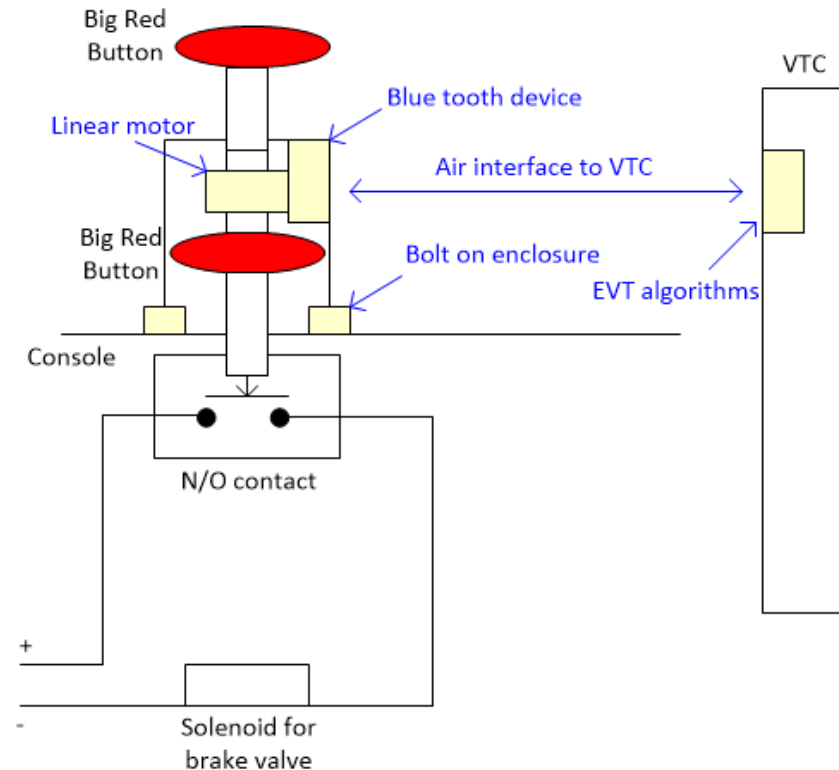 Big Red
Button
VTC
Blue tooth device
Linear motor
Air interface to VTC
Big Red
Button
Bolt on enclosure
EVT algorithms
Console
N/O contact
+
-
Solenoid for
brake valve